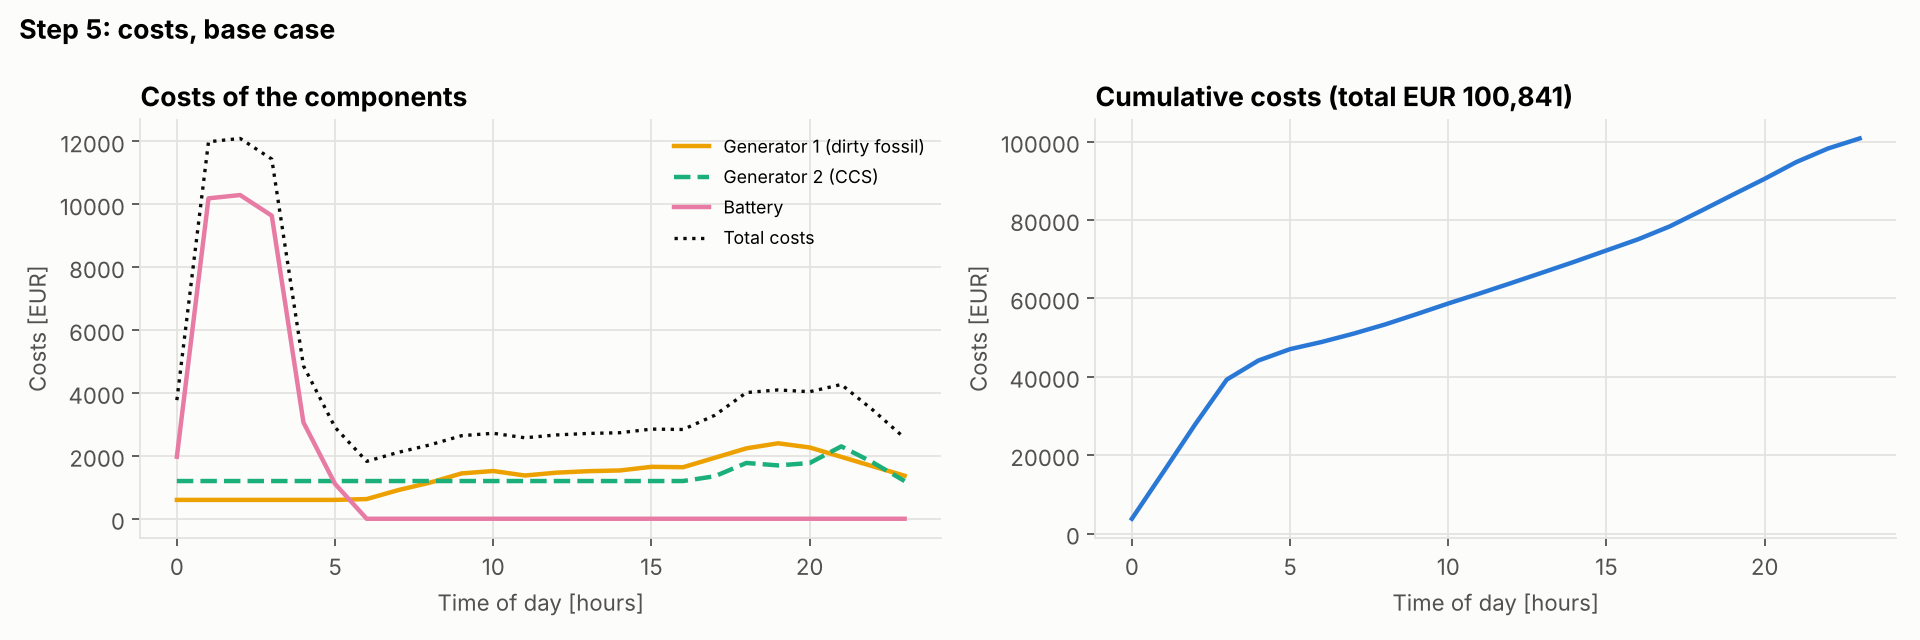 Step 5: costs, base case
Costs of the components
12000
10000
8000
6000
4000
2000
0
Costs [EUR]
Generator 1 (dirty fossil)
Generator 2 (CCS)
Battery
Total costs
0 5 10 15 20
Time of day [hours]
Cumulative costs (total EUR 100,841)
100000
80000
60000
40000
20000
0
Costs [EUR]
0 5 10 15 20
Time of day [hours]